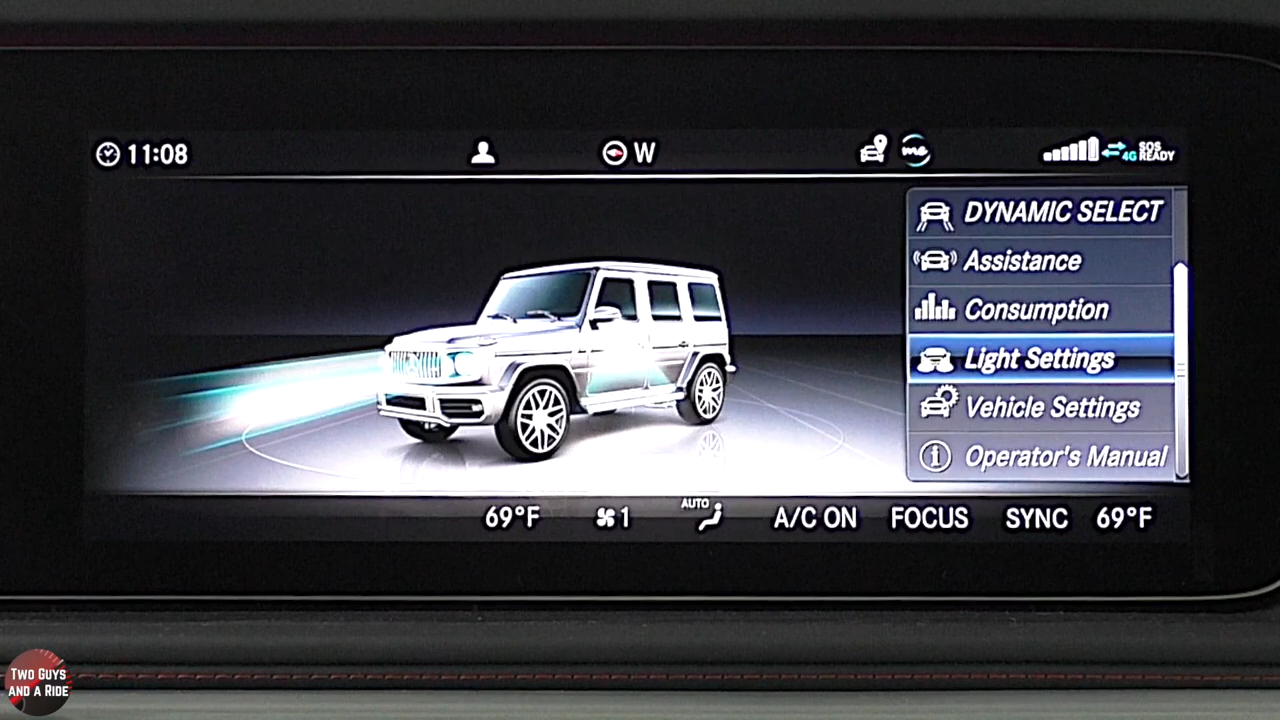 11:08
W
me
4G
SOS
READY
DYNAMIC SELECT
Assistance
Consumption
Light Settings
Vehicle Settings
Operator's Manual
69°F
1
AUTO
A/C ON
FOCUS
SYNC
69°F
TWO GUYS
AND A RIDE